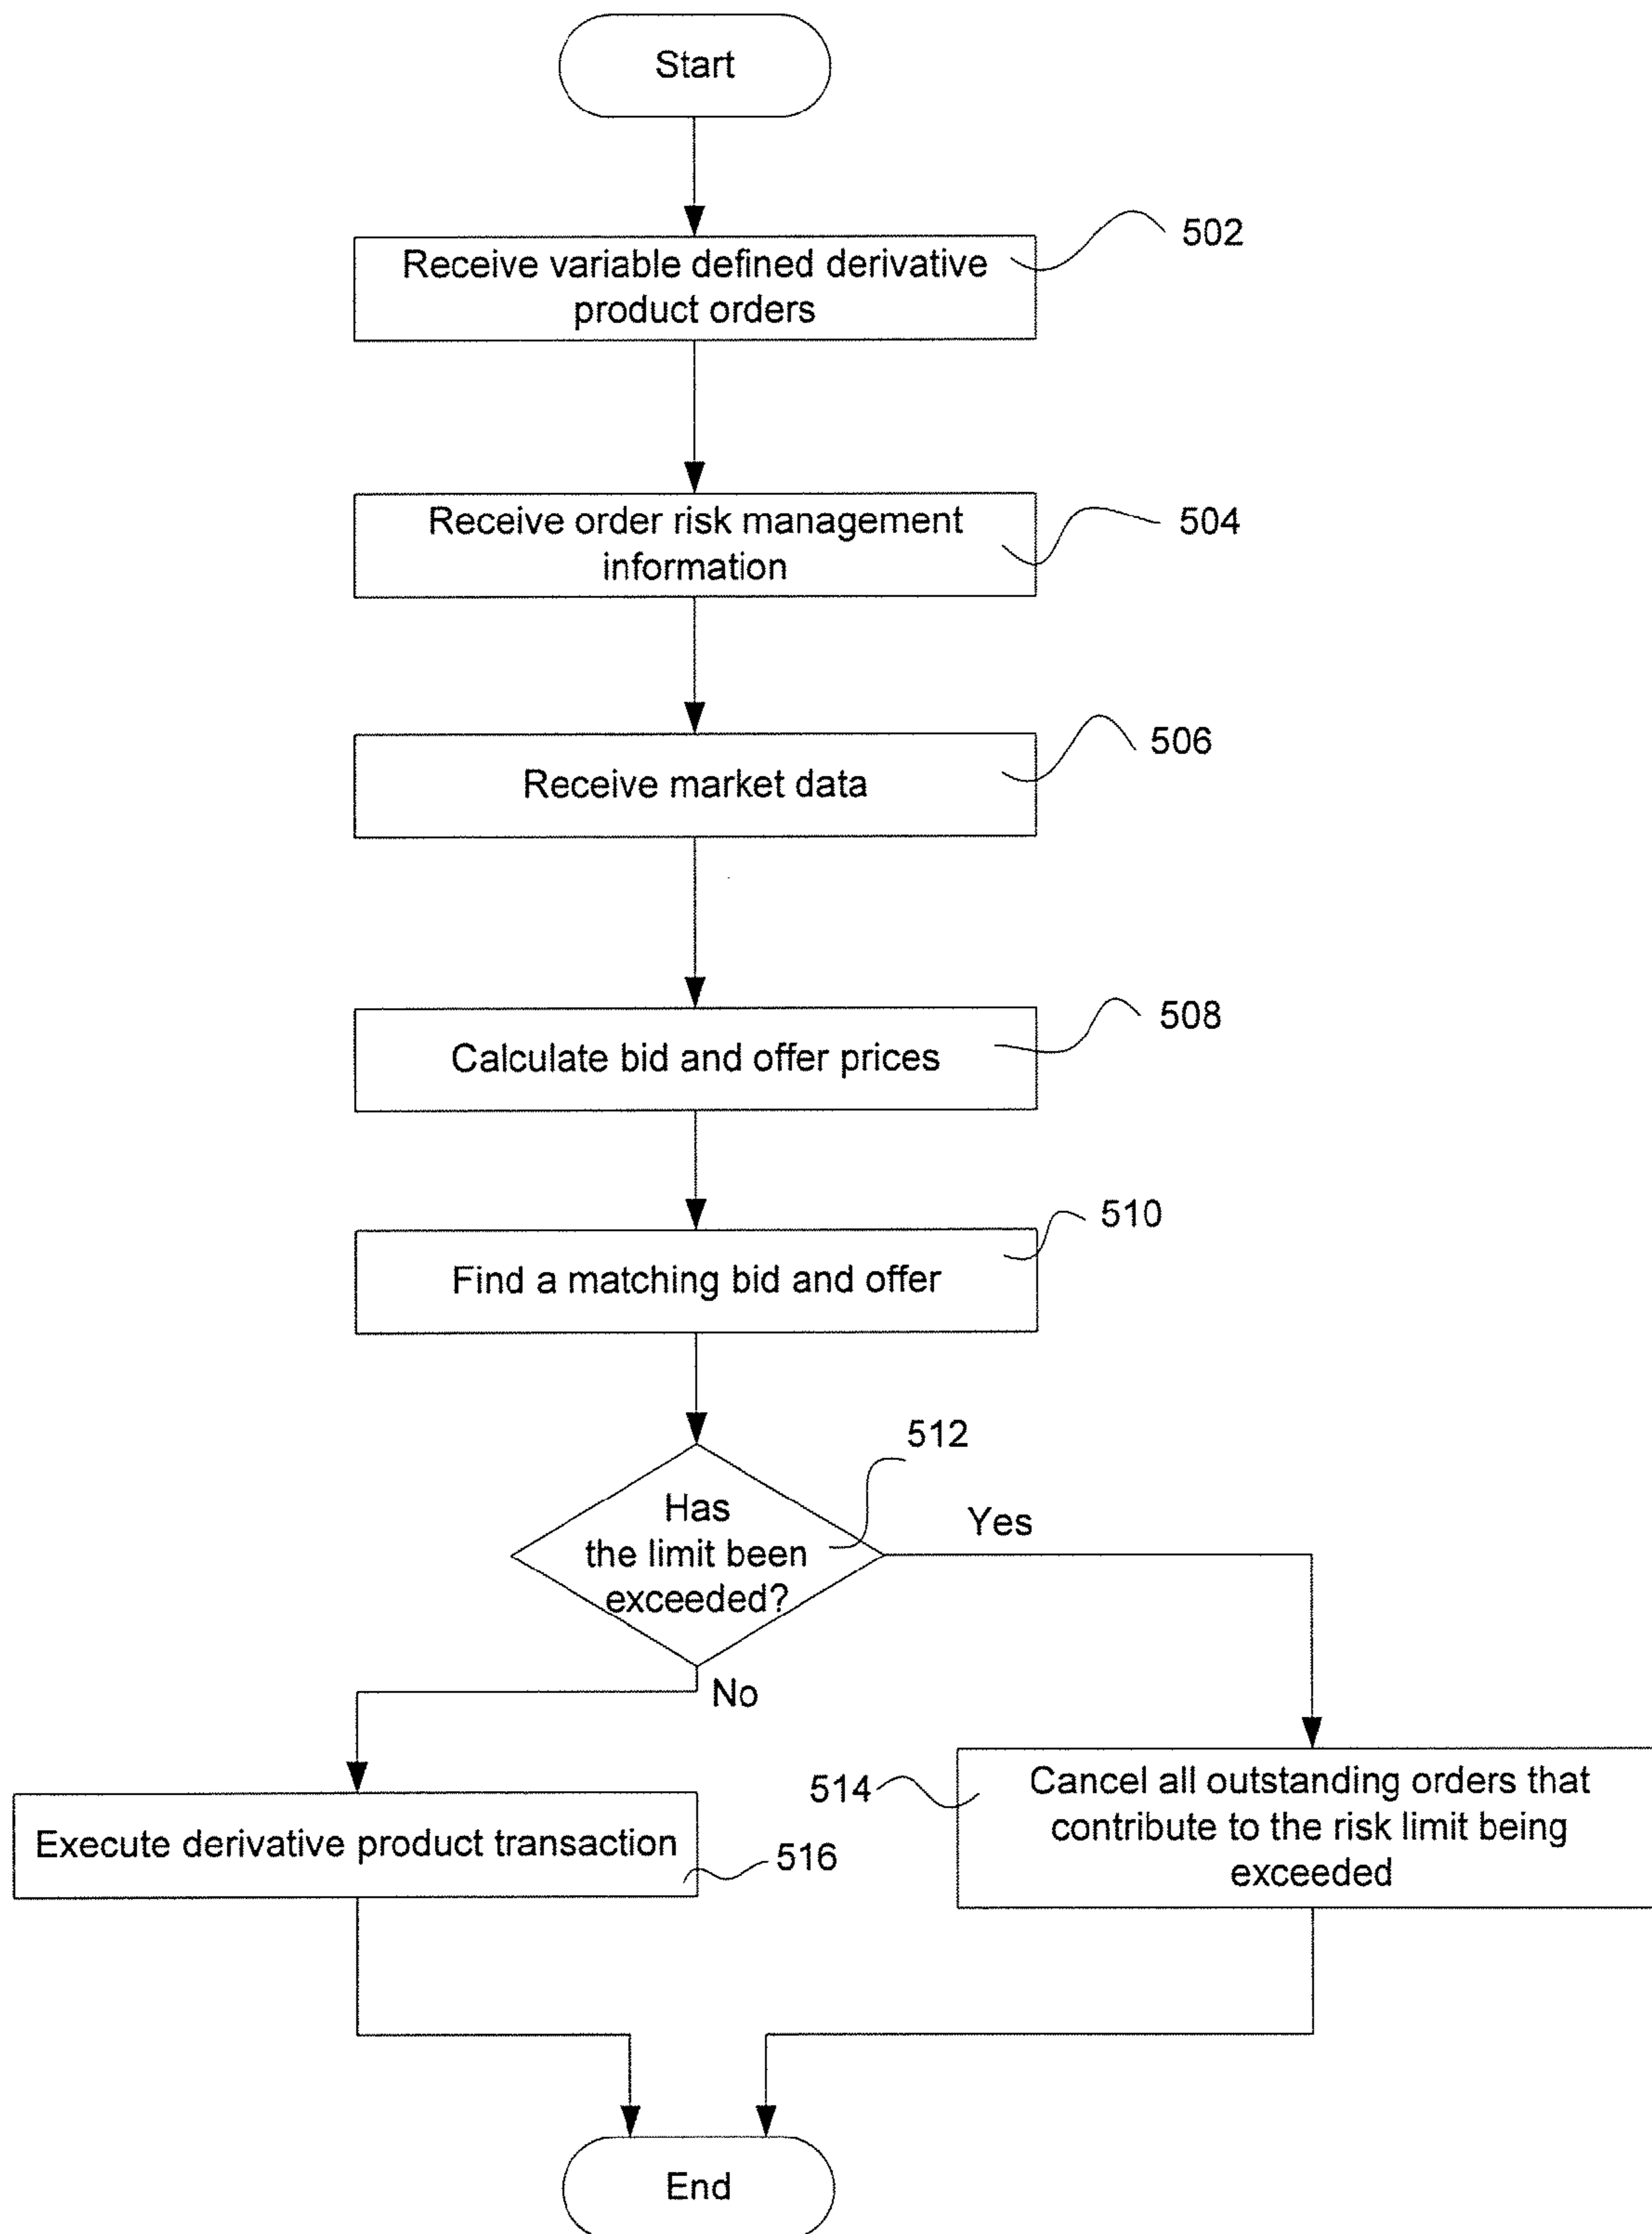 Start
502
Receive variable defined derivative
product orders
504
Receive order risk management
information
506
Receive market data
508
Calculate bid and offer prices
510
Find a matching bid and offer
512
Has
the limit been
exceeded?
Yes
No
514
Cancel all outstanding orders that
contribute to the risk limit being
exceeded
Execute derivative product transaction
516
End